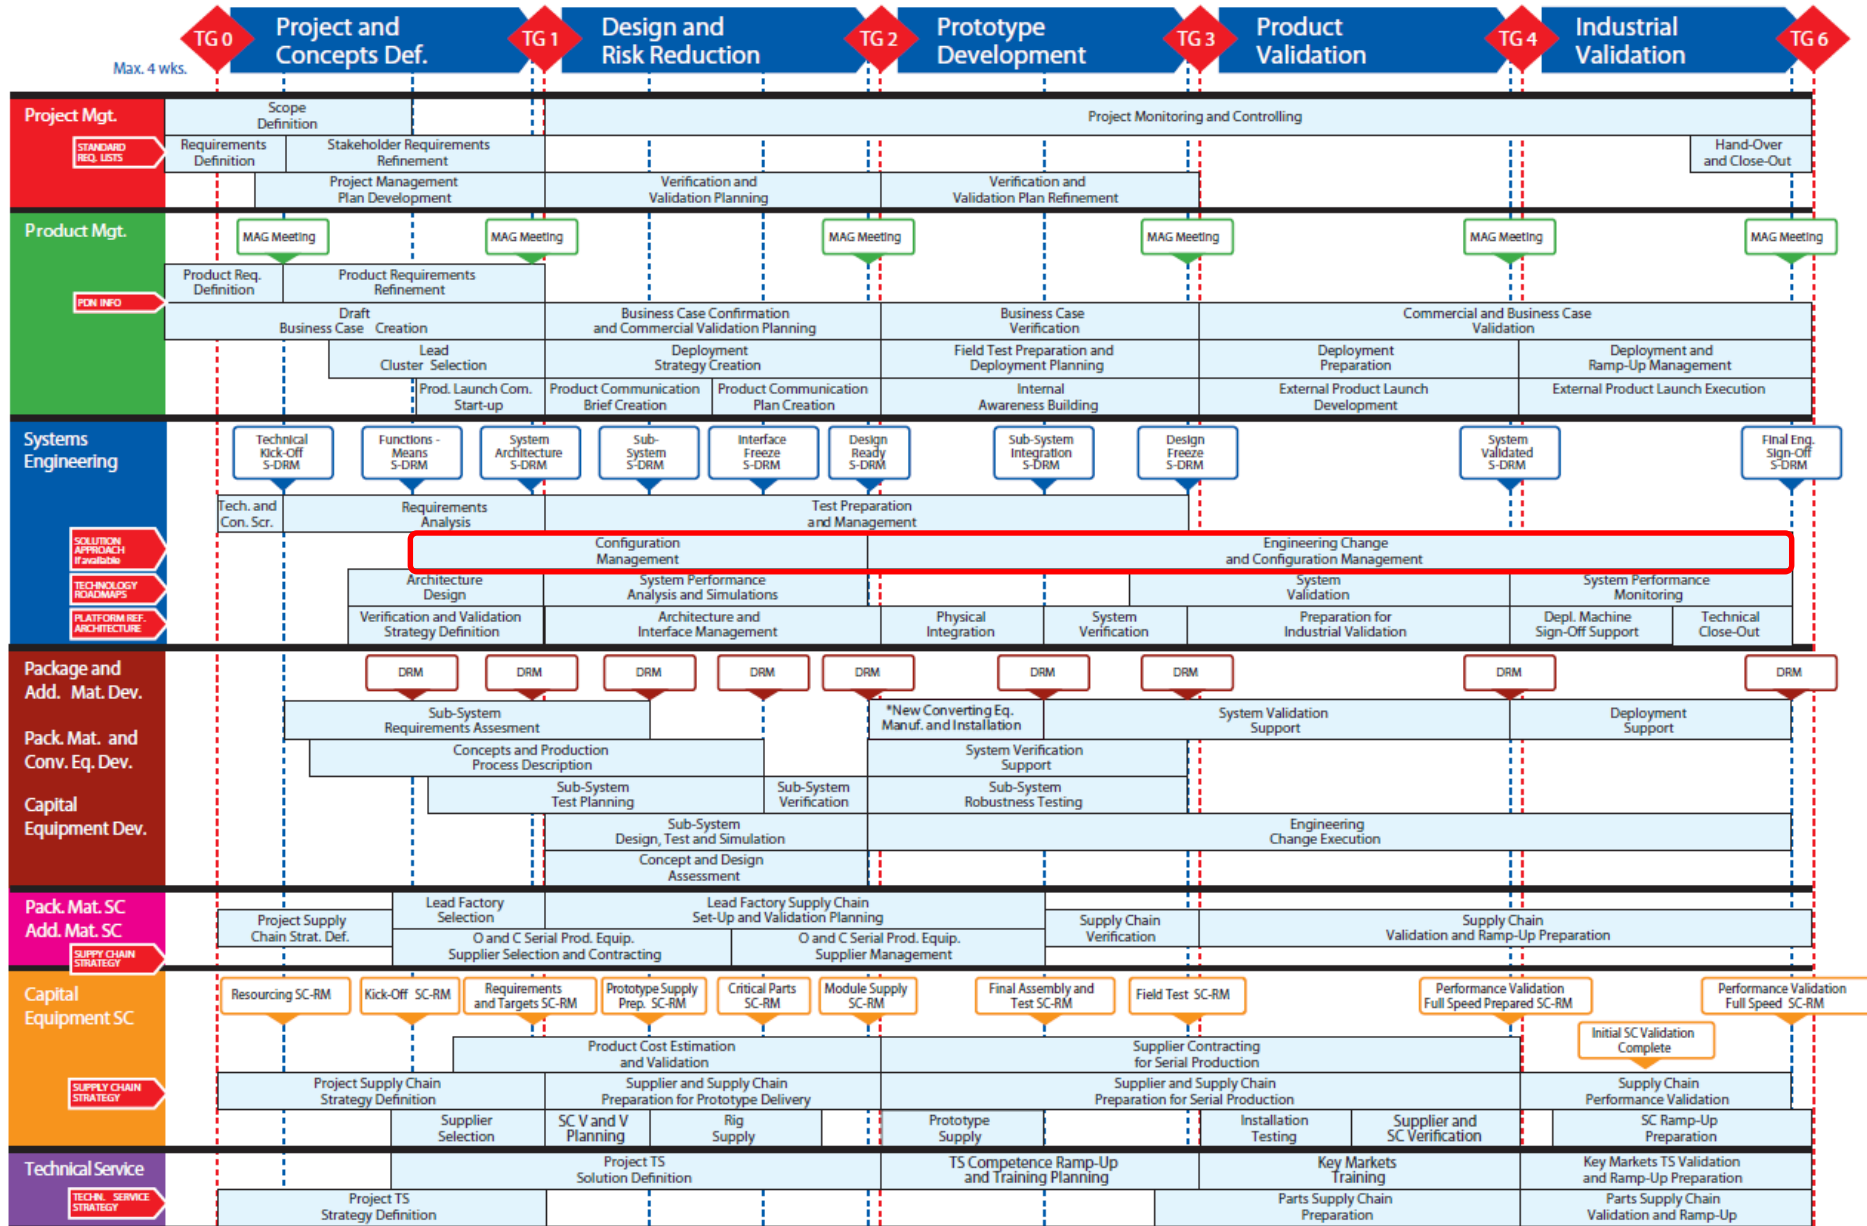 TG 0
Project and
Concepts Def.
TG 1
Design and
Risk Reduction
TG 2
Prototype
Development
TG 3
Product
Validation
TG 4
Industrial
Validation
TG 6
Max. 4 wks.
Project Mgt.
STANDARD
REQ. LISTS
Scope
Definition
Project Monitoring and Controlling
Requirements
Definition
Stakeholder Requirements
Refinement
Hand-Over
and Close-Out
Project Management
Plan Development
Verification and
Validation Planning
Verification and
Validation Plan Refinement
Product Mgt.
PDN INFO
MAG Meeting
MAG Meeting
MAG Meeting
MAG Meeting
MAG Meeting
MAG Meeting
Product Req.
Definition
Product Requirements
Refinement
Draft
Business Case Creation
Business Case Confirmation
and Commercial Validation Planning
Business Case
Verification
Commercial and Business Case
Validation
Lead
Cluster Selection
Deployment
Strategy Creation
Field Test Preparation and
Deployment Planning
Deployment
Preparation
Deployment and
Ramp-Up Management
Prod. Launch Com.
Start-up
Product Communication
Brief Creation
Product Communication
Plan Creation
Internal
Awareness Building
External Product Launch
Development
External Product Launch Execution
Systems
Engineering
SOLUTION
APPROACH
If available
TECHNOLOGY
ROADMAPS
PLATFORM REF.
ARCHITECTURE
Technical
Kick-Off
S-DRM
Functions -
Means
S-DRM
System
Architecture
S-DRM
Sub-
System
S-DRM
Interface
Freeze
S-DRM
Design
Ready
S-DRM
Sub-System
Integration
S-DRM
Design
Freeze
S-DRM
System
Validated
S-DRM
Final Eng.
Sign-Off
S-DRM
Tech. and
Con. Scr.
Requirements
Analysis
Test Preparation
and Management
Configuration
Management
Engineering Change
and Configuration Management
Architecture
Design
System Performance
Analysis and Simulations
System
Validation
System Performance
Monitoring
Verification and Validation
Strategy Definition
Architecture and
Interface Management
Physical
Integration
System
Verification
Preparation for
Industrial Validation
Depl. Machine
Sign-Off Support
Technical
Close-Out
Package and
Add. Mat. Dev.
Pack. Mat. and
Conv. Eq. Dev.
Capital
Equipment Dev.
DRM
DRM
DRM
DRM
DRM
DRM
DRM
DRM
DRM
Sub-System
Requirements Assesment
*New Converting Eq.
Manuf. and Installation
System Validation
Support
Deployment
Support
Concepts and Production
Process Description
System Verification
Support
Sub-System
Test Planning
Sub-System
Verification
Sub-System
Robustness Testing
Sub-System
Design, Test and Simulation
Engineering
Change Execution
Concept and Design
Assessment
Pack. Mat. SC
Add. Mat. SC
SUPPY CHAIN
STRATEGY
Project Supply
Chain Strat. Def.
Lead Factory
Selection
Lead Factory Supply Chain
Set-Up and Validation Planning
Supply Chain
Verification
Supply Chain
Validation and Ramp-Up Preparation
O and C Serial Prod. Equip.
Supplier Selection and Contracting
O and C Serial Prod. Equip.
Supplier Management
Capital
Equipment SC
SUPPLY CHAIN
STRATEGY
Resourcing SC-RM
Kick-Off SC-RM
Requirements
and Targets SC-RM
Prototype Supply
Prep. SC-RM
Critical Parts
SC-RM
Module Supply
SC-RM
Final Assembly and
Test SC-RM
Field Test SC-RM
Performance Validation
Full Speed Prepared SC-RM
Performance Validation
Full Speed SC-RM
Initial SC Validation
Complete
Product Cost Estimation
and Validation
Supplier Contracting
for Serial Production
Project Supply Chain
Strategy Definition
Supplier and Supply Chain
Preparation for Prototype Delivery
Supplier and Supply Chain
Preparation for Serial Production
Supply Chain
Performance Validation
Supplier
Selection
SC V and V
Planning
Rig
Supply
Prototype
Supply
Installation
Testing
Supplier and
SC Verification
SC Ramp-Up
Preparation
Technical Service
TECHN. SERVICE
STRATEGY
Project TS
Solution Definition
TS Competence Ramp-Up
and Training Planning
Key Markets
Training
Key Markets TS Validation
and Ramp-Up Preparation
Project TS
Strategy Definition
Parts Supply Chain
Preparation
Parts Supply Chain
Validation and Ramp-Up